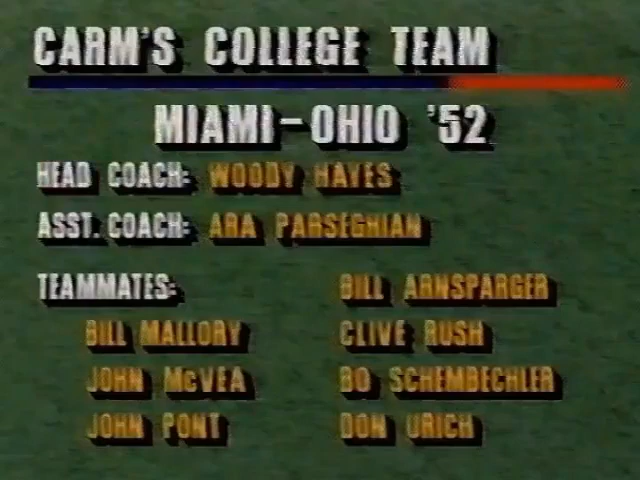 CARM'S COLLEGE TEAM
MIAMI-OHIO '52
HEAD COACH: WOODY HAYES
ASST. COACH: ARA PARSEGHIAN
TEAMMATES: BILL ARNSPARGER
BILL MALLORY CLIVE RUSH
JOHN McVEA BO SCHEMBECHLER
JOHN PONT DON URICH